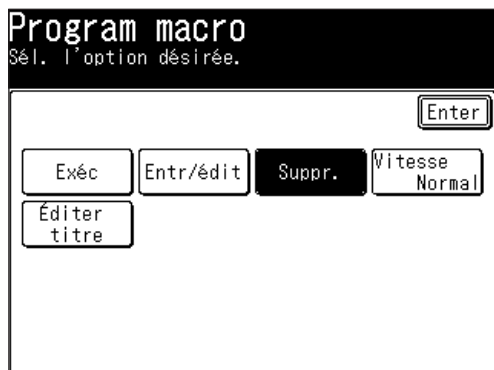 Program macro
Sél. l'option désirée.
Enter
Exéc
Entr/édit
Suppr.
Vitesse
Normal
Éditer
titre